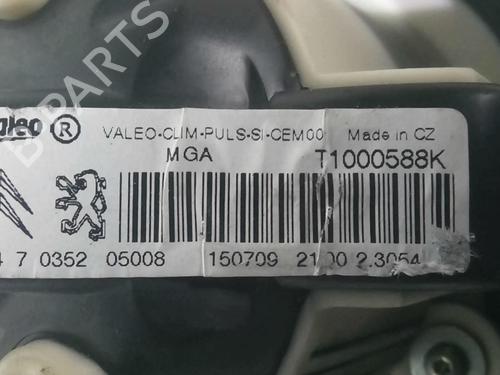 B-PARTS
Valeo ® VALEO-CLIM-PULS-SI-CEM00 Made in CZ
MGA T1000588K
4 7 0352 05008 150709 2100 2.3054